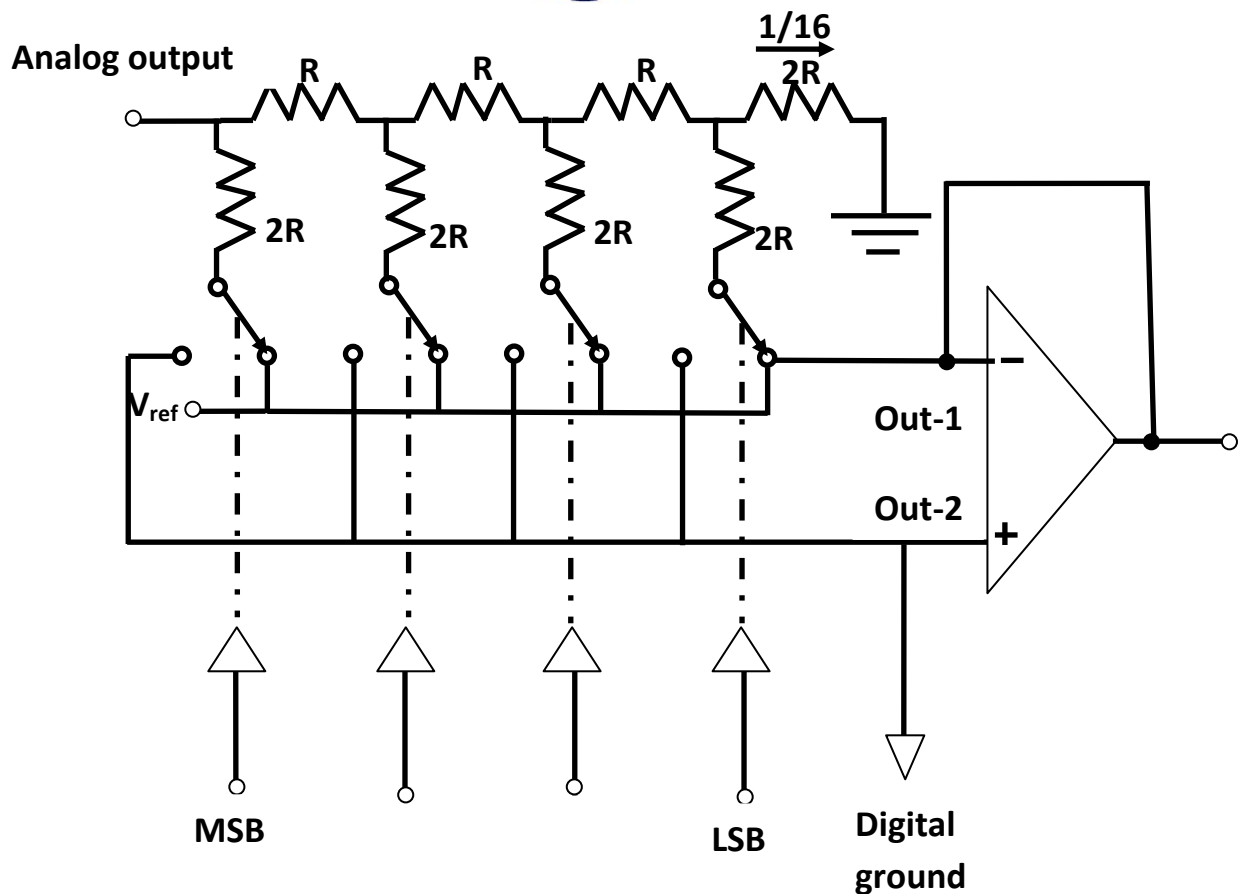 1/16
Analog output
R
R
R
2R
2R
2R
2R
2R
Vref
Out-1
Out-2
−
+
MSB
LSB
Digital
ground